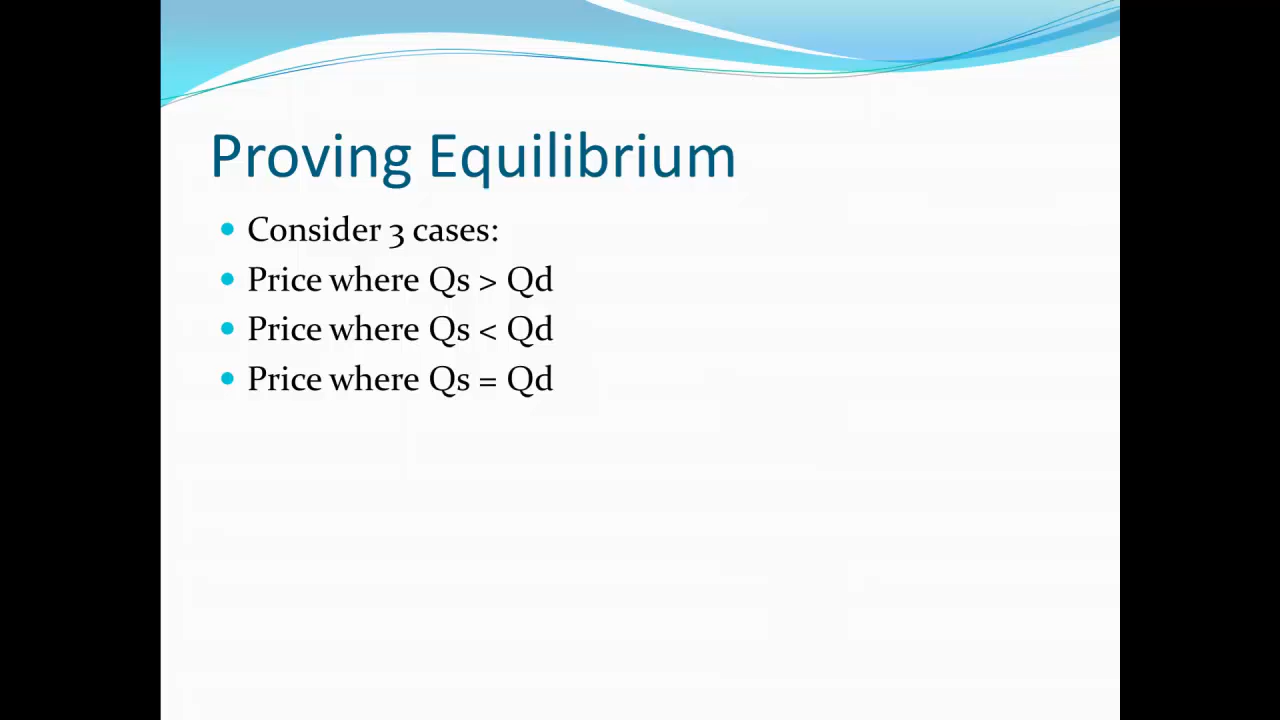 Proving Equilibrium
• Consider 3 cases:
• Price where Qs > Qd
• Price where Qs < Qd
• Price where Qs = Qd